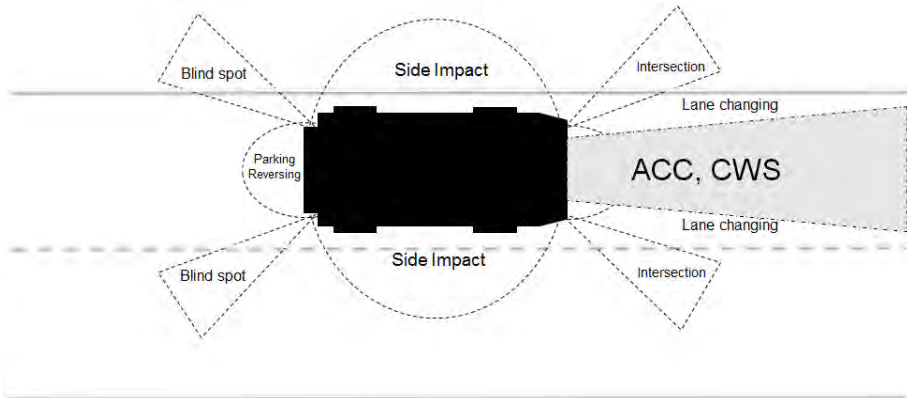 Blind spot
Side Impact
Intersection
Lane changing
Parking
Reversing
ACC, CWS
Lane changing
Blind spot
Side Impact
Intersection